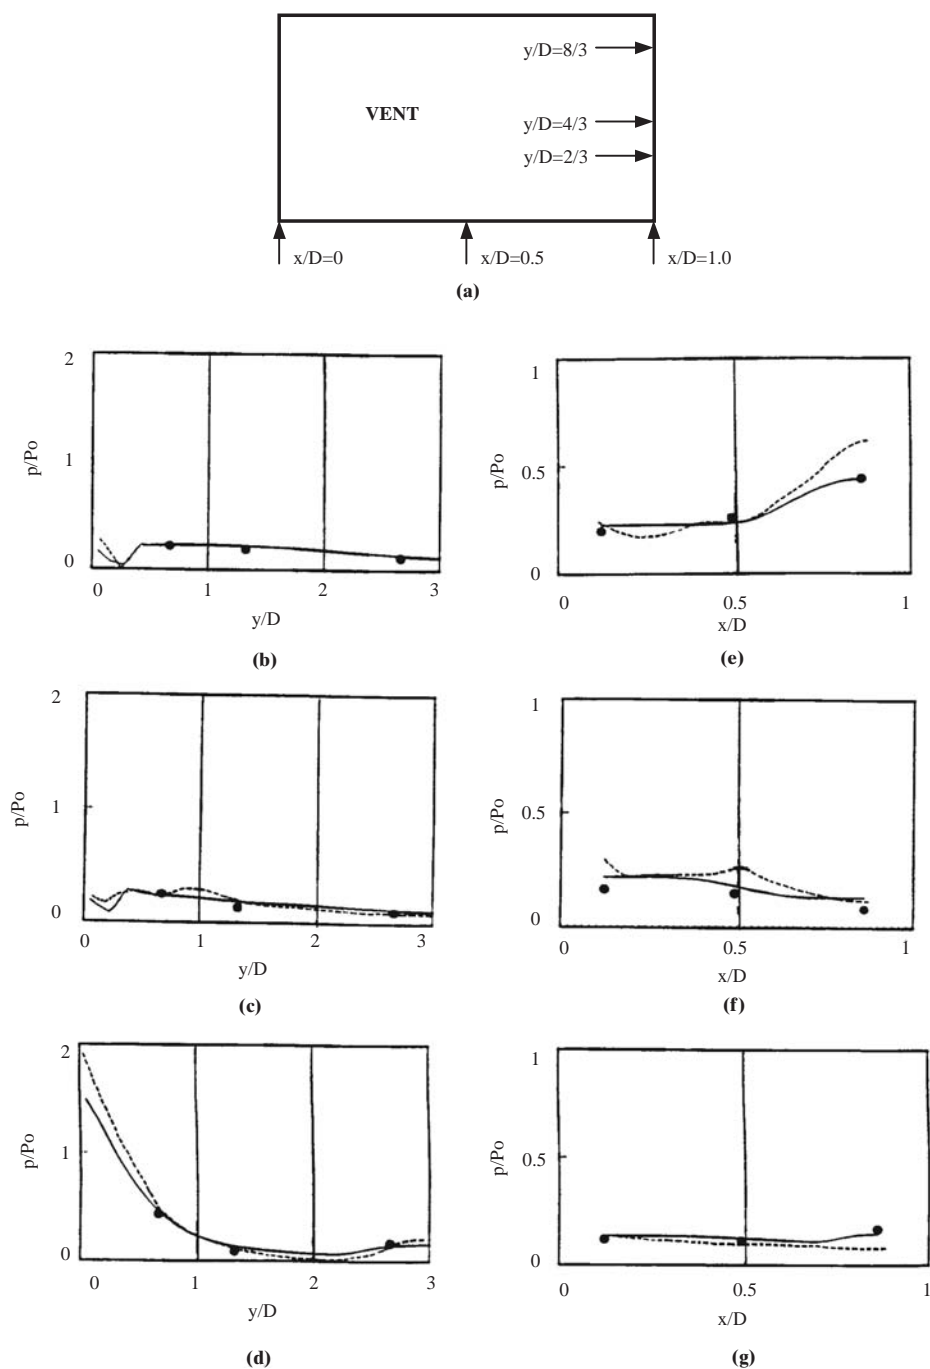 y/D=8/3
VENT
y/D=4/3
y/D=2/3
x/D=0
x/D=0.5
x/D=1.0
(a)
2
1
0
p/Po
0 1 2 3
y/D
(b)
1
0.5
0
p/Po
0 0.5 1
x/D
(e)
2
1
0
p/Po
0 1 2 3
y/D
(c)
1
0.5
0
p/Po
0 0.5 1
x/D
(f)
2
1
0
p/Po
0 1 2 3
y/D
(d)
1
0.5
0
p/Po
0 0.5 1
x/D
(g)